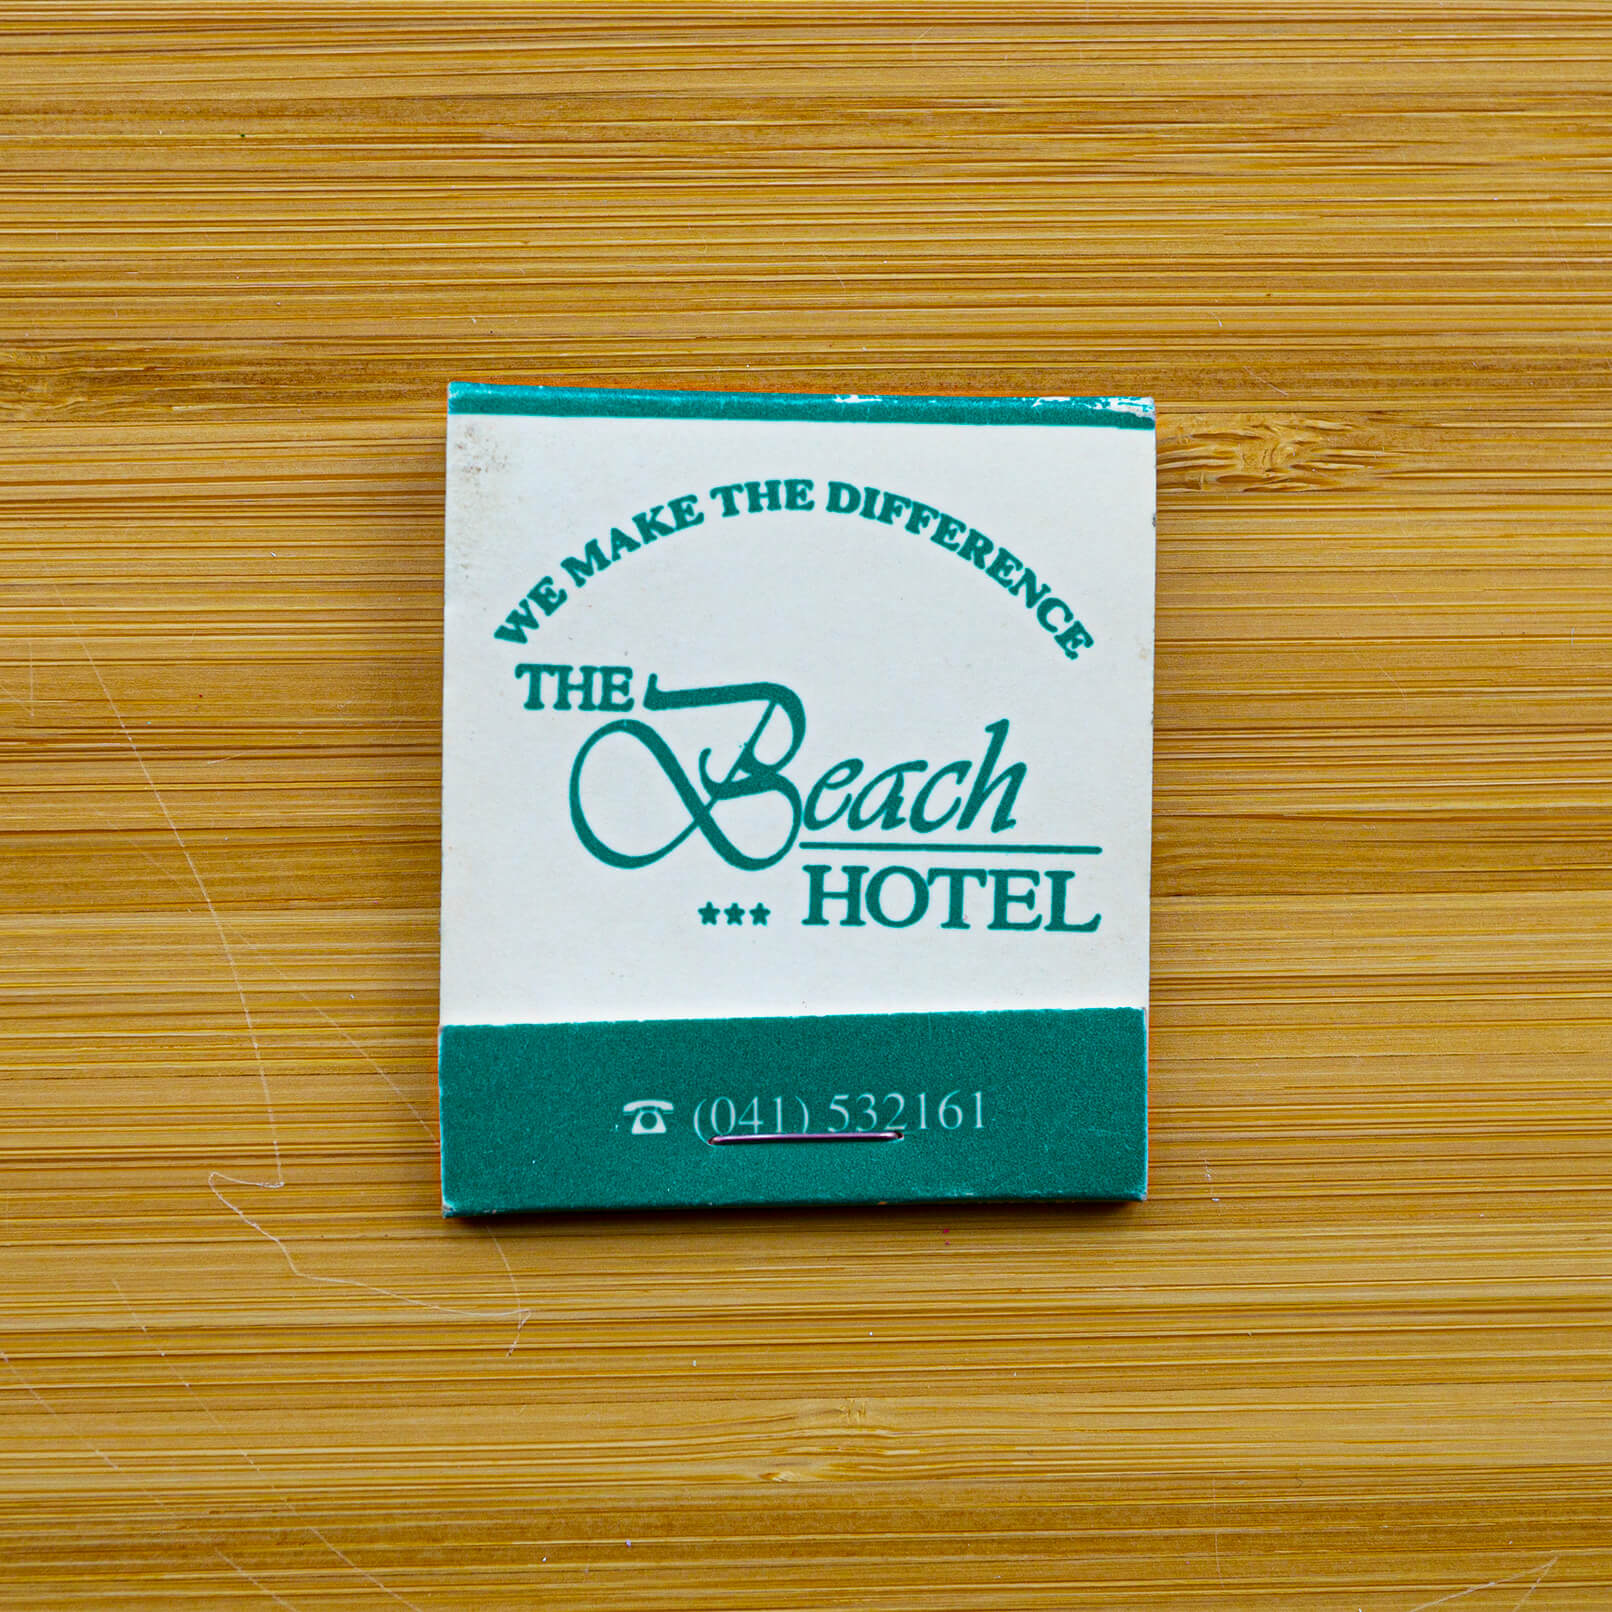 WE MAKE THE DIFFERENCE
THE
Beach
*** HOTEL
☎ (041) 532161